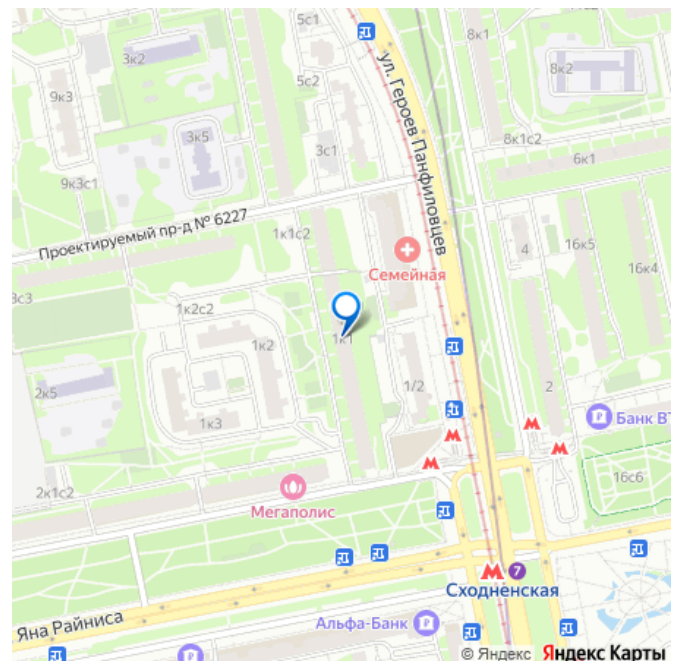 5с1
8к1
3к2
8к2
ул. Героев Панфиловцев
9к3
5с2
3к5
3с1
8к1с2
6к1
9к3с1
Проектируемый пр-д № 6227
1к1с2
4
16к5
Семейная
16к4
3с3
1к2с2
1к1
1к2
2к5
1/2
2
Банк ВТ
1к3
2к1с2
16с6
Мегаполис
7
Сходненская
Яна Райниса
Альфа-Банк
© Яндекс Яндекс Карты